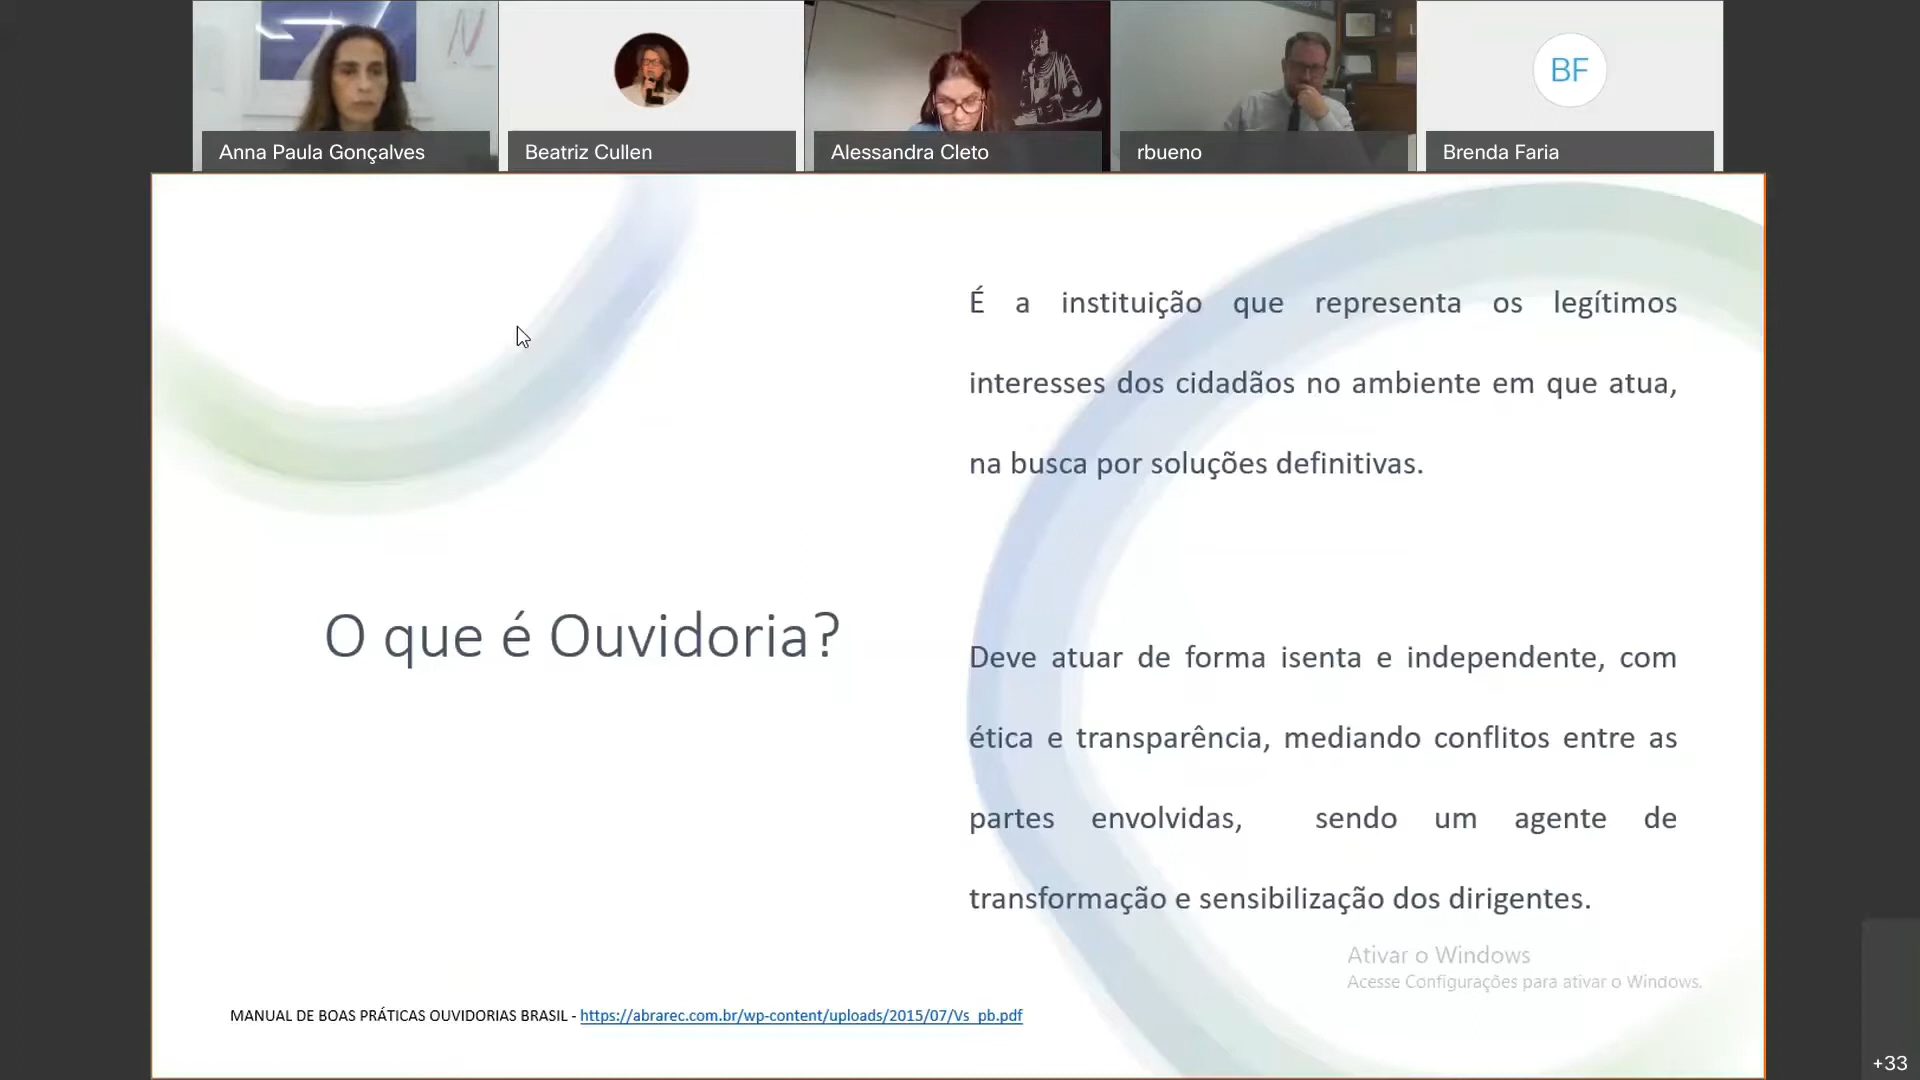 Anna Paula Gonçalves
Beatriz Cullen
Alessandra Cleto
rbueno
BF
Brenda Faria
É a instituição que representa os legítimos
interesses dos cidadãos no ambiente em que atua,
na busca por soluções definitivas.
O que é Ouvidoria?
Deve atuar de forma isenta e independente, com
ética e transparência, mediando conflitos entre as
partes envolvidas, sendo um agente de
transformação e sensibilização dos dirigentes.
Ativar o Windows
Acesse Configurações para ativar o Windows.
MANUAL DE BOAS PRÁTICAS OUVIDORIAS BRASIL - https://abrarec.com.br/wp-content/uploads/2015/07/Vs_pb.pdf
+33